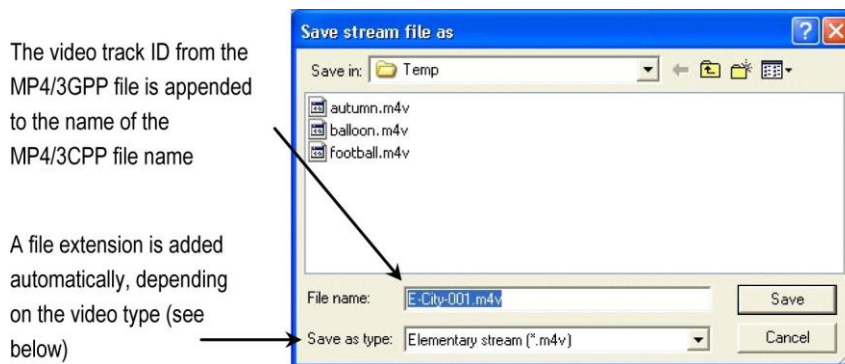 The video track ID from the
MP4/3GPP file is appended
to the name of the
MP4/3CPP file name
A file extension is added
automatically, depending
on the video type (see
below)
Save stream file as
Save in: Temp
autumn.m4v
balloon.m4v
football.m4v
File name: E-City-001.m4v Save
Save as type: Elementary stream (*.m4v) Cancel